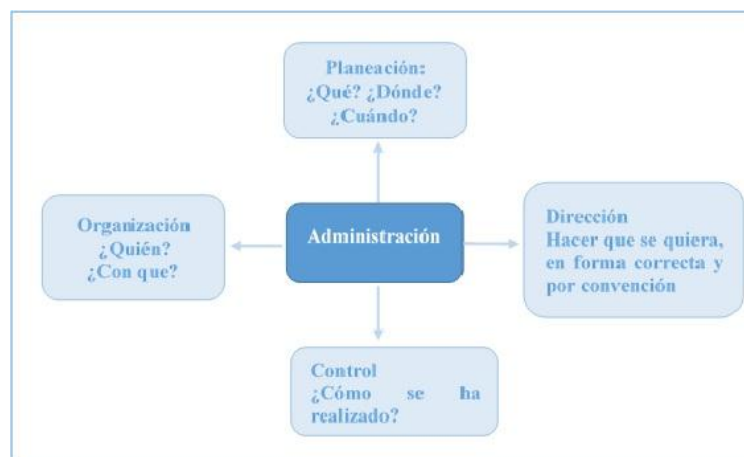 Planeación:
¿Qué? ¿Dónde?
¿Cuándo?
Organización
¿Quién?
¿Con que?
Administración
Dirección
Hacer que se quiera,
en forma correcta y
por convención
Control
¿Cómo se ha
realizado?